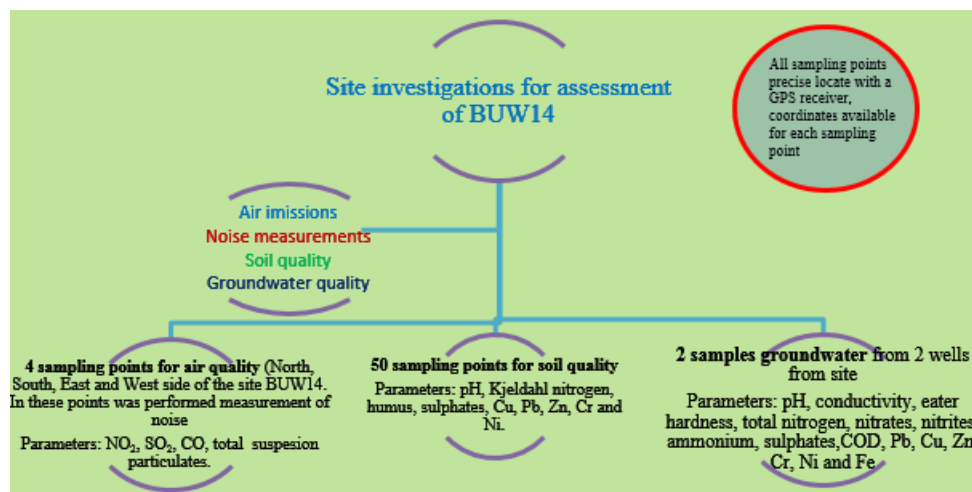 Site investigations for assessment
of BUW14
All sampling points
precise locate with a
GPS receiver,
coordinates available
for each sampling
point
Air imissions
Noise measurements
Soil quality
Groundwater quality
4 sampling points for air quality (North,
South, East and West side of the site BUW14.
In these points was performed measurement of
noise
Parameters: NO₂, SO₂, CO, total suspesion
particulates.
50 sampling points for soil quality
Parameters: pH, Kjeldahl nitrogen,
humus, sulphates, Cu, Pb, Zn, Cr and
Ni.
2 samples groundwater from 2 wells
from site
Parameters: pH, conductivity, eater
hardness, total nitrogen, nitrates, nitrites,
ammonium, sulphates,COD, Pb, Cu, Zn
Cr, Ni and Fe